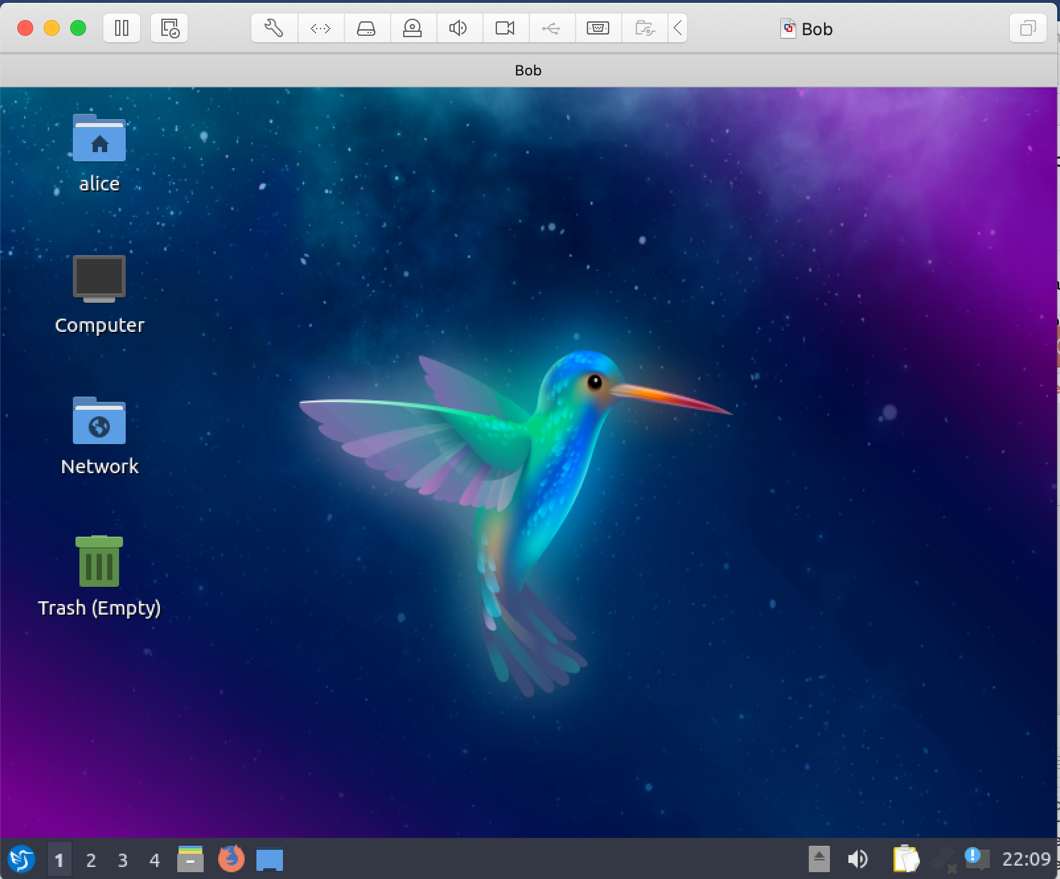 Bob
Bob
alice
Computer
Network
Trash (Empty)
1 2 3 4
22:09